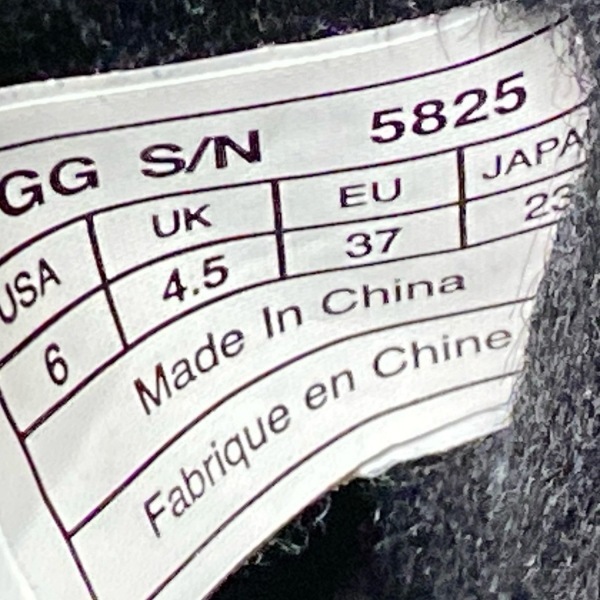 GG S/N 5825
USA UK EU JAPA
6 4.5 37 23
Made In China
Fabrique en Chine